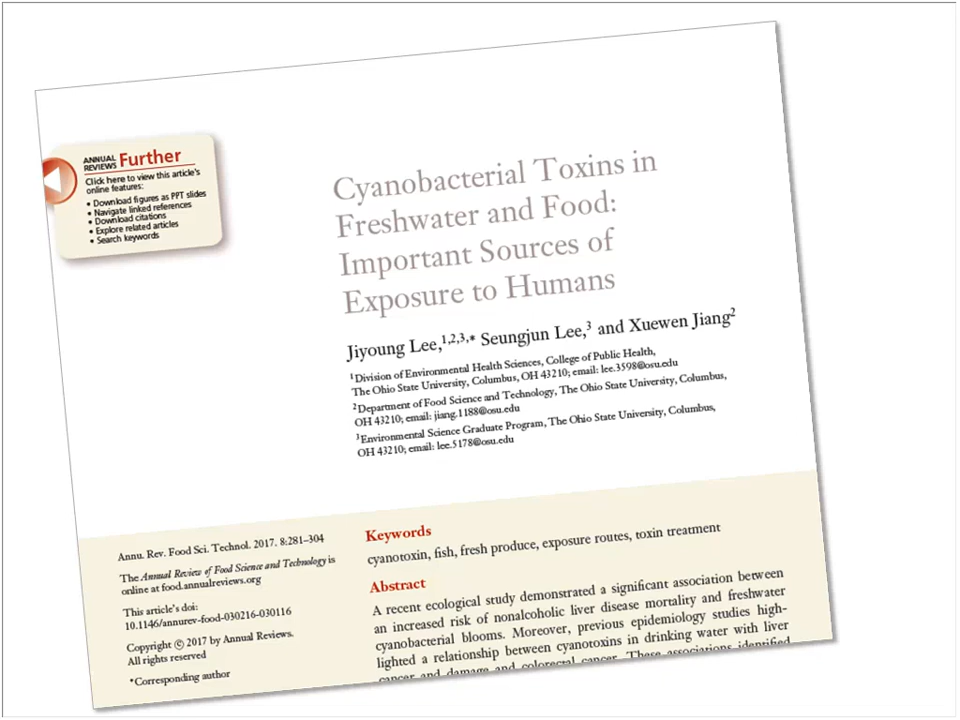 ANNUAL REVIEWS Further
Click here to view this article's
online features:
• Download figures as PPT slides
• Navigate linked references
• Download citations
• Explore related articles
• Search keywords
Cyanobacterial Toxins in
Freshwater and Food:
Important Sources of
Exposure to Humans
Jiyoung Lee,1,2,3,* Seungjun Lee,3 and Xuewen Jiang2
1Division of Environmental Health Sciences, College of Public Health,
The Ohio State University, Columbus, OH 43210; email: lee.3598@osu.edu
2Department of Food Science and Technology, The Ohio State University, Columbus,
OH 43210; email: jiang.1188@osu.edu
3Environmental Science Graduate Program, The Ohio State University, Columbus,
OH 43210; email: lee.5178@osu.edu
Annu. Rev. Food Sci. Technol. 2017. 8:281–304
The Annual Review of Food Science and Technology is
online at food.annualreviews.org
This article's doi:
10.1146/annurev-food-030216-030116
Copyright © 2017 by Annual Reviews.
All rights reserved
*Corresponding author
Keywords
cyanotoxin, fish, fresh produce, exposure routes, toxin treatment
Abstract
A recent ecological study demonstrated a significant association between
an increased risk of nonalcoholic liver disease mortality and freshwater
cyanobacterial blooms. Moreover, previous epidemiology studies high-
lighted a relationship between cyanotoxins in drinking water with liver
cancer and damage and colorectal cancer. These associations identified